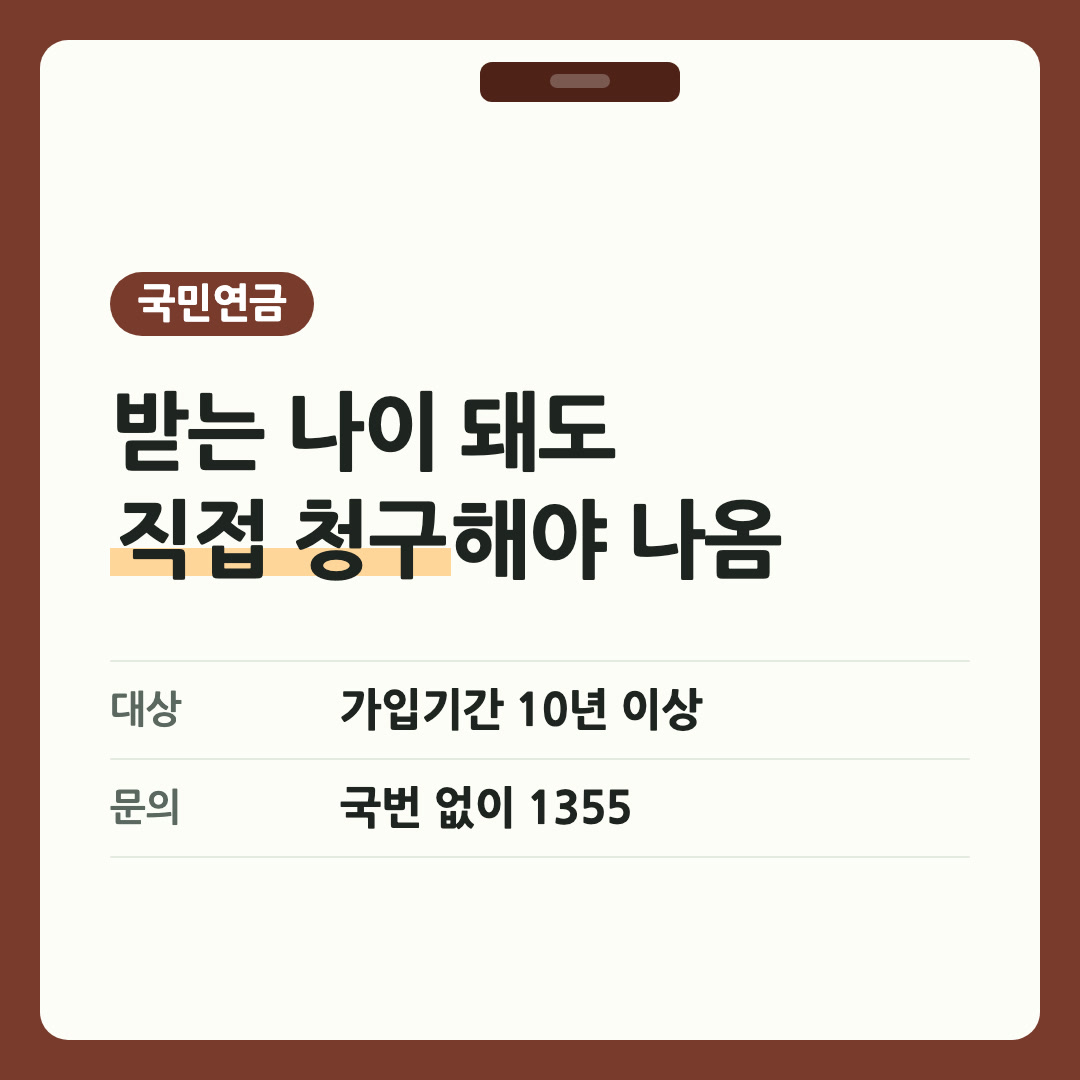 국민연금
받는 나이 돼도
직접 청구해야 나옴
대상 가입기간 10년 이상
문의 국번 없이 1355